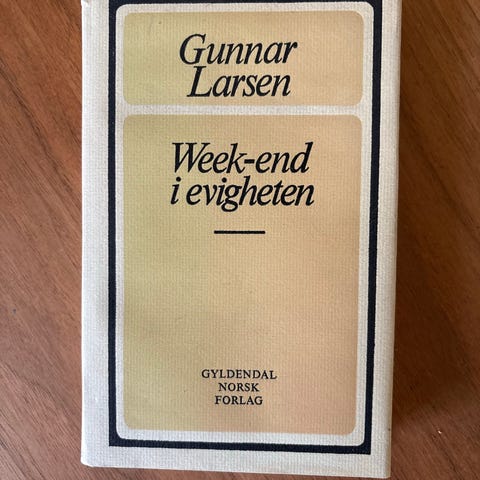 Gunnar
Larsen
Week-end
i evigheten
GYLDENDAL
NORSK
FORLAG